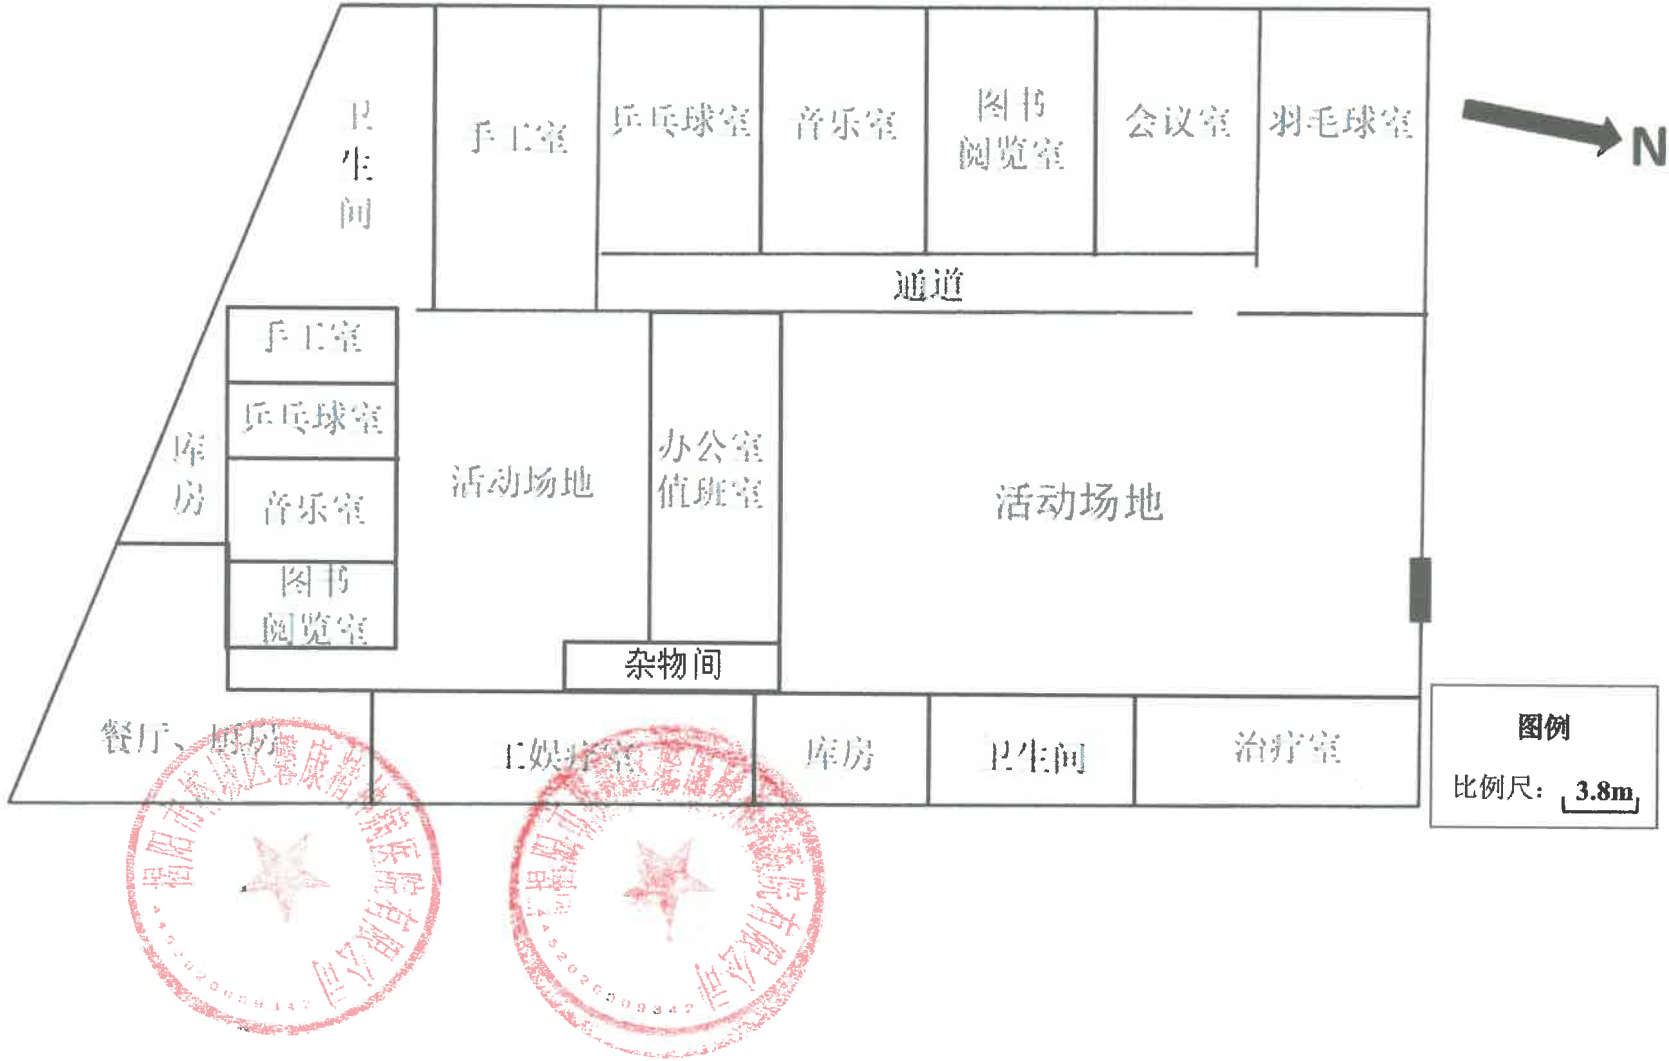 卫
生
间
手工室
乒乓球室
音乐室
图书
阅览室
会议室
羽毛球室
N
通道
手工室
乒乓球室
音乐室
图书
阅览室
库
房
活动场地
办公室
值班室
活动场地
杂物间
餐厅、厨房
工娱疗室
库房
卫生间
治疗室
图例
比例尺：
3.8m